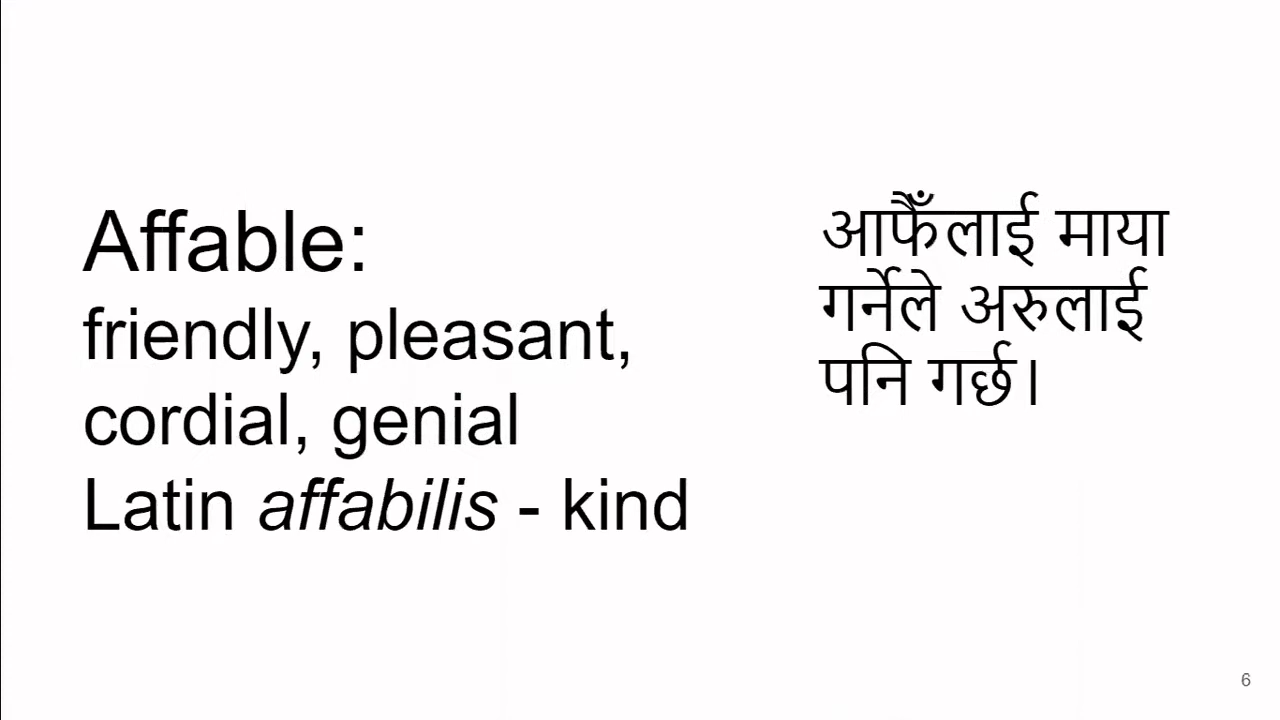 Affable:
friendly, pleasant,
cordial, genial
Latin affabilis - kind
आफैँलाई माया
गर्नेले अरुलाई
पनि गर्छ।
6